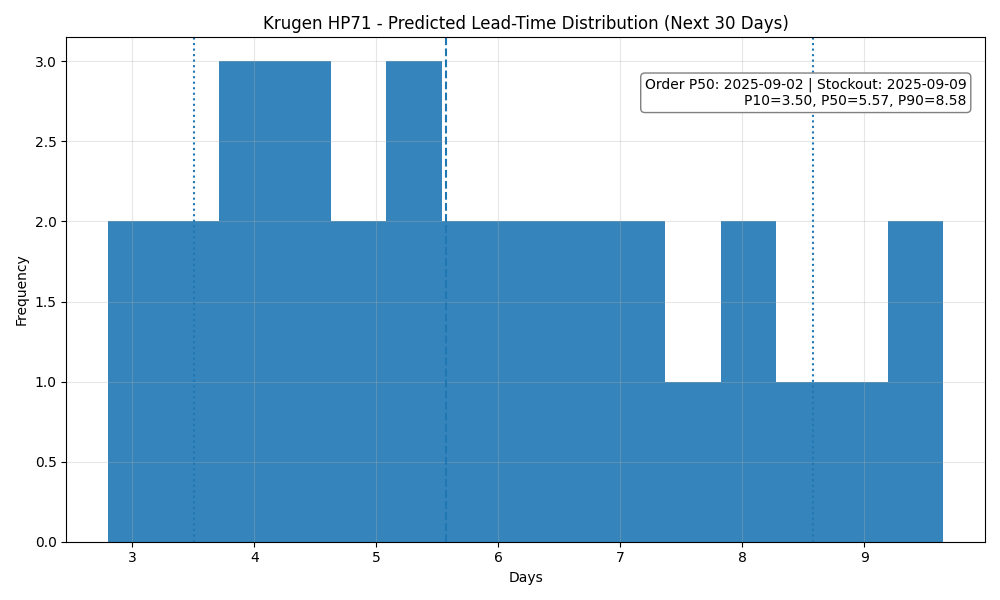 Krugen HP71 - Predicted Lead-Time Distribution (Next 30 Days)
Order P50: 2025-09-02 | Stockout: 2025-09-09
P10=3.50, P50=5.57, P90=8.58
Frequency
3.0
2.5
2.0
1.5
1.0
0.5
0.0
3 4 5 6 7 8 9
Days